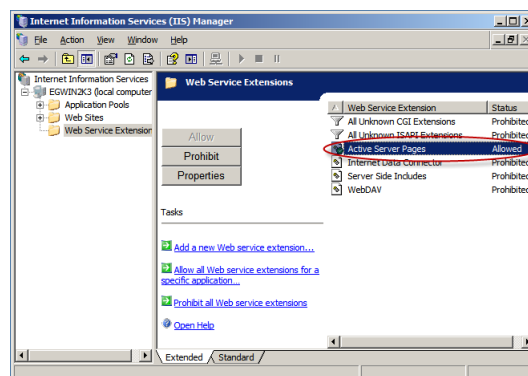 Internet Information Services (IIS) Manager
File Action View Window Help
Internet Information Services
EGWIN2K3 (local computer
Application Pools
Web Sites
Web Service Extension
Web Service Extensions
Allow
Prohibit
Properties
Tasks
Add a new Web service extension...
Allow all Web service extensions for a
specific application...
Prohibit all Web service extensions
Open Help
Web Service Extension Status
All Unknown CGI Extensions Prohibited
All Unknown ISAPI Extensions Prohibited
Active Server Pages Allowed
Internet Data Connector Prohibited
Server Side Includes Prohibited
WebDAV Prohibited
Extended Standard